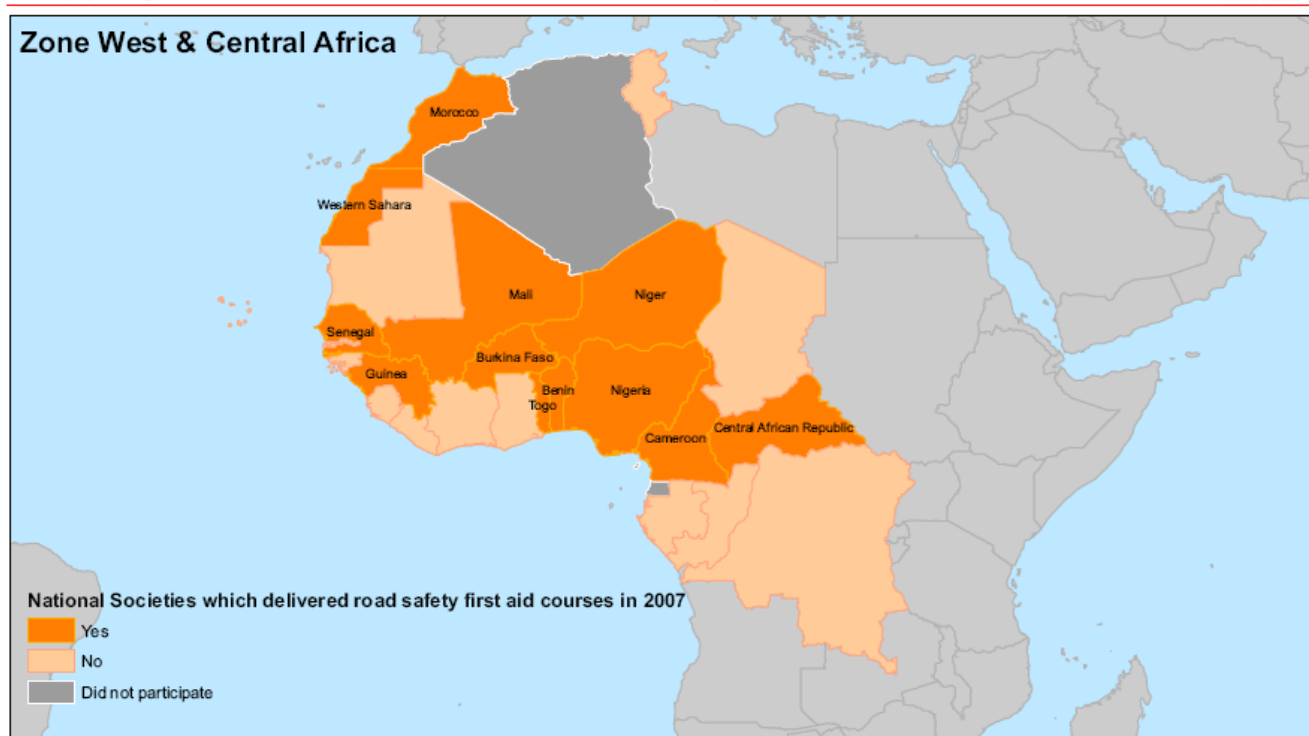 Zone West & Central Africa
Morocco
Western Sahara
Mali
Niger
Senegal
Burkina Faso
Guinea
Benin
Togo
Nigeria
Cameroon
Central African Republic
National Societies which delivered road safety first aid courses in 2007
Yes
No
Did not participate